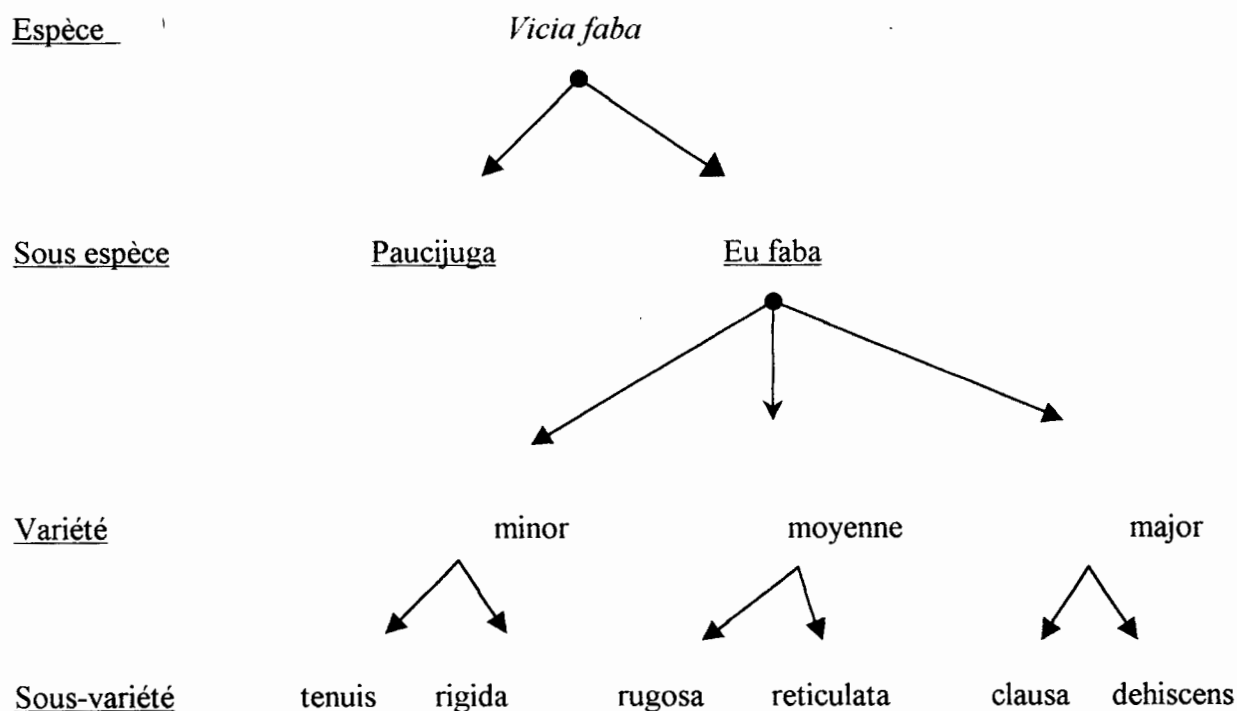 Espèce Vicia faba
Sous espèce Paucijuga Eu faba
Variété minor moyenne major
Sous-variété tenuis rigida rugosa reticulata clausa dehiscens